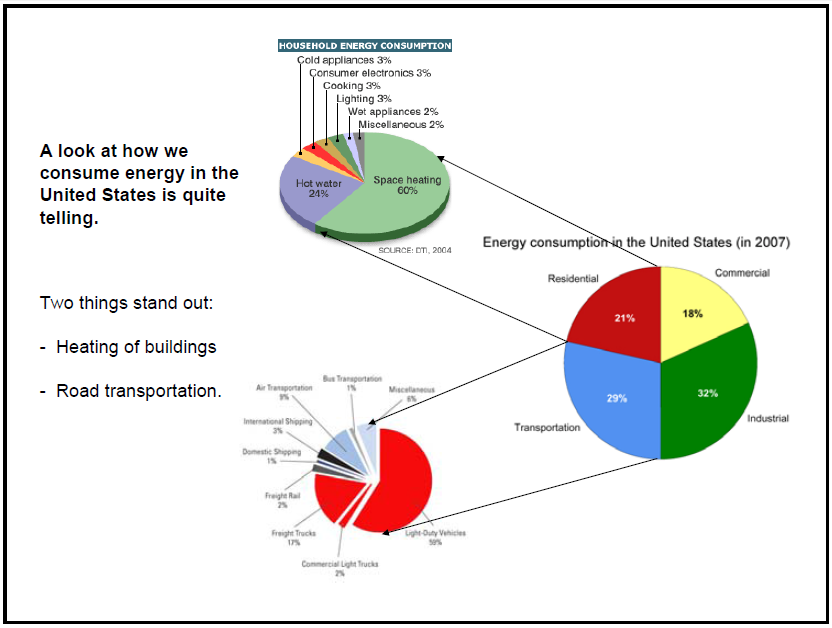 HOUSEHOLD ENERGY CONSUMPTION
Cold appliances 3%
Consumer electronics 3%
Cooking 3%
Lighting 3%
Wet appliances 2%
Miscellaneous 2%
Hot water
24%
Space heating
60%
SOURCE: DTI, 2004
A look at how we
consume energy in the
United States is quite
telling.
Two things stand out:
- Heating of buildings
- Road transportation.
Energy consumption in the United States (in 2007)
Residential
Commercial
21%
18%
29%
32%
Transportation
Industrial
Bus Transportation
1%
Air Transportation
9%
Miscellaneous
6%
International Shipping
3%
Domestic Shipping
1%
Freight Rail
2%
Freight Trucks
17%
Commercial Light Trucks
2%
Light-Duty Vehicles
59%